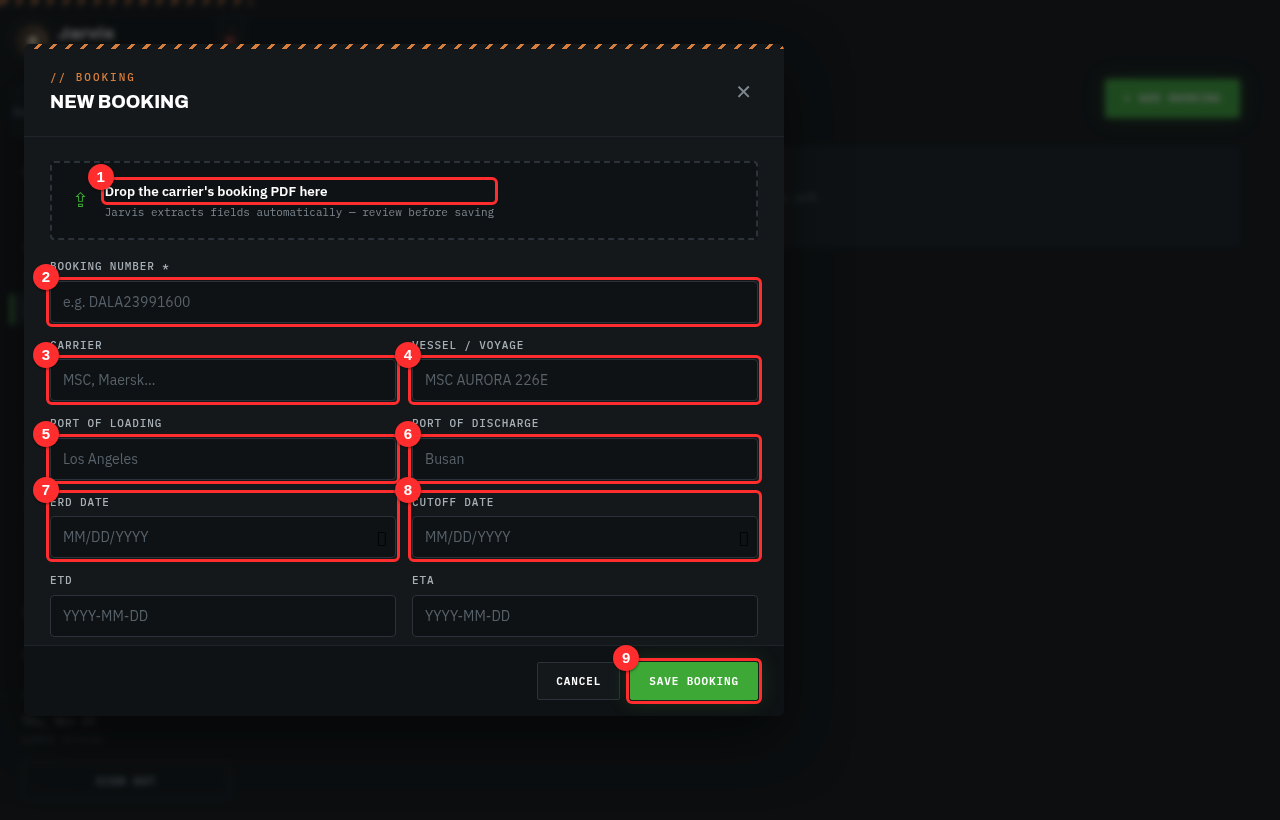 Jarvis
// BOOKING
NEW BOOKING
✕
1
Drop the carrier's booking PDF here
Jarvis extracts fields automatically — review before saving
BOOKING NUMBER *
2
e.g. DALA23991600
CARRIER
VESSEL / VOYAGE
3
4
MSC, Maersk...
MSC AURORA 226E
PORT OF LOADING
PORT OF DISCHARGE
5
6
Los Angeles
Busan
7
8
ERD DATE
CUTOFF DATE
MM/DD/YYYY
MM/DD/YYYY
ETD
ETA
YYYY-MM-DD
YYYY-MM-DD
9
CANCEL
SAVE BOOKING
SIGN OUT